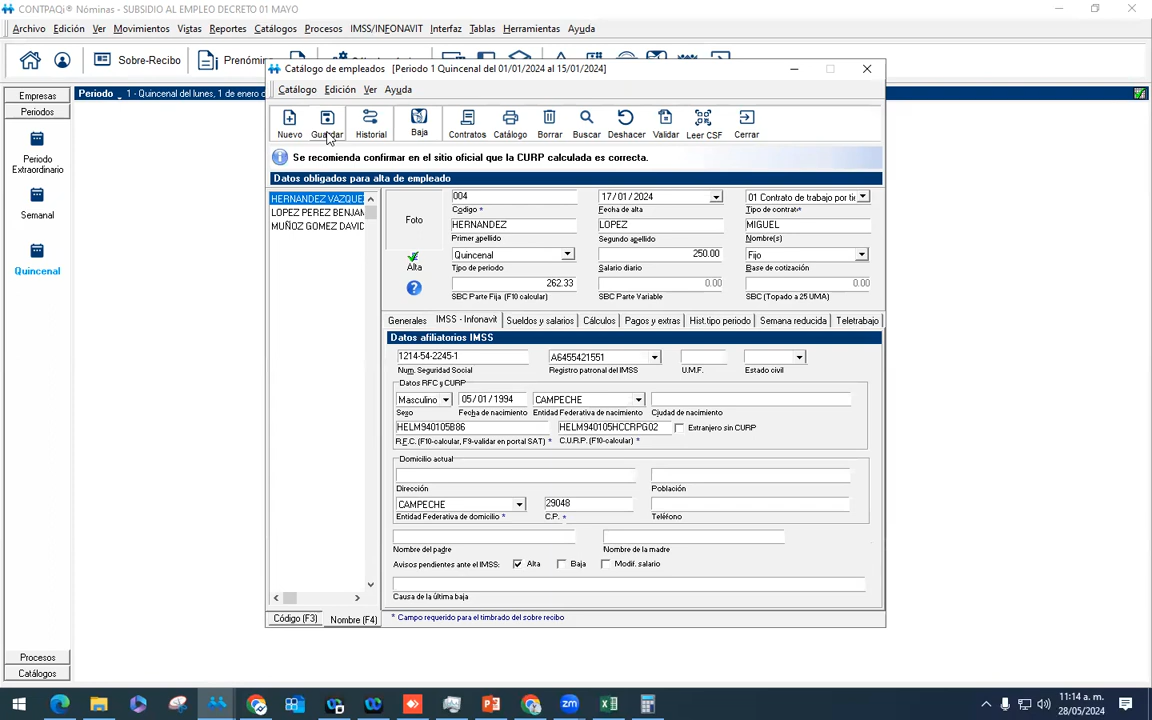 CONTPAQi® Nóminas - SUBSIDIO AL EMPLEO DECRETO 01 MAYO
Archivo Edición Ver Movimientos Vistas Reportes Catálogos Procesos IMSS/INFONAVIT Interfaz Tablas Herramientas Ayuda
Sobre-Recibo Prenómi
Empresas
Periodo 1 - Quincenal del lunes, 1 de enero
Periodos
Periodo Extraordinario
Semanal
Quincenal
Procesos
Catálogos
Catálogo de empleados [Periodo 1 Quincenal del 01/01/2024 al 15/01/2024]
Catálogo Edición Ver Ayuda
Nuevo Guardar Historial Baja Contratos Catálogo Borrar Buscar Deshacer Validar Leer CSF Cerrar
Se recomienda confirmar en el sitio oficial que la CURP calculada es correcta.
Datos obligados para alta de empleado
HERNANDEZ VAZQUE
LOPEZ PEREZ BENJAM
MUÑOZ GOMEZ DAVID
Foto
Alta
004 17/01/2024 01 Contrato de trabajo por tie
Código * Fecha de alta Tipo de contrato*
HERNANDEZ LOPEZ MIGUEL
Primer apellido Segundo apellido Nombre(s)
Quincenal 250.00 Fijo
Tipo de periodo Salario diario Base de cotización
262.33 0.00 0.00
SBC Parte Fija (F10 calcular) SBC Parte Variable SBC (Topado a 25 UMA)
Generales IMSS - Infonavit Sueldos y salarios Cálculos Pagos y extras Hist.tipo periodo Semana reducida Teletrabajo
Datos afiliatorios IMSS
1214-54-2245-1 A6455421551
Num. Seguridad Social Registro patronal del IMSS U.M.F. Estado civil
Datos RFC y CURP
Masculino 05/01/1994 CAMPECHE
Sexo Fecha de nacimiento Entidad Federativa de nacimiento Ciudad de nacimiento
HELM940105B86 HELM940105HCCRPG02 Extranjero sin CURP
R.F.C. (F10-calcular, F9-validar en portal SAT) * C.U.R.P. (F10-calcular) *
Domicilio actual
Dirección Población
CAMPECHE 29048
Entidad Federativa de domicilio * C.P. * Teléfono
Nombre del padre Nombre de la madre
Avisos pendientes ante el IMSS: Alta Baja Modif. salario
Causa de la última baja
Código (F3) Nombre (F4) * Campo requerido para el timbrado del sobre recibo
11:14 a. m.
28/05/2024